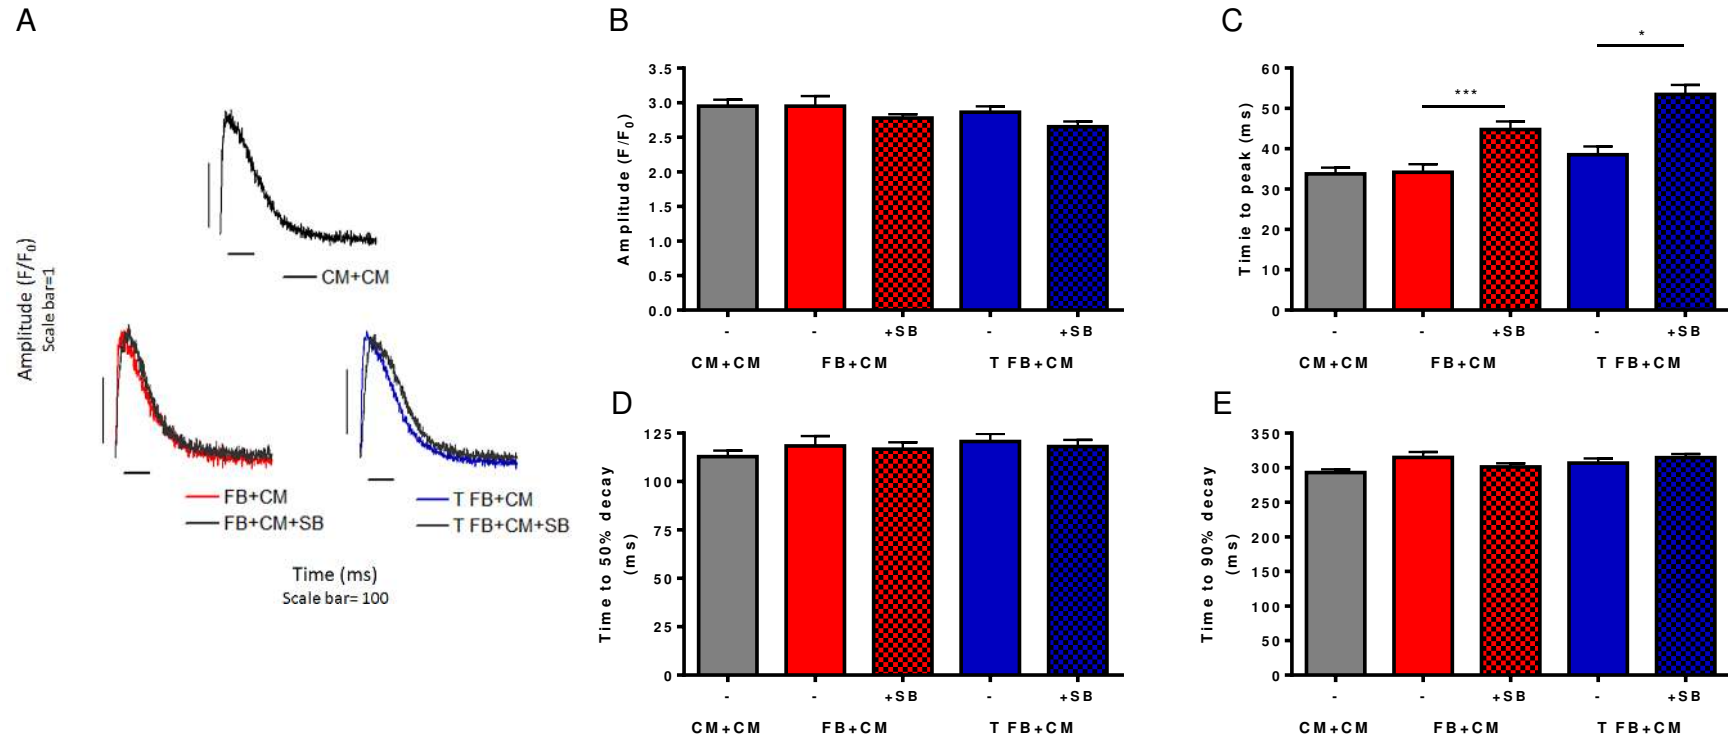 A
Amplitude (F/F0)
Scale bar=1
CM+CM
FB+CM
FB+CM+SB
T FB+CM
T FB+CM+SB
Time (ms)
Scale bar= 100
B
Amplitude (F/F0)
3.5
3.0
2.5
2.0
1.5
1.0
0.5
0.0
- - +SB - +SB
CM+CM FB+CM T FB+CM
C
Timie to peak (ms)
60
50
40
30
20
10
0
***
*
- - +SB - +SB
CM+CM FB+CM T FB+CM
D
Time to 50% decay
(ms)
125
100
75
50
25
0
- - +SB - +SB
CM+CM FB+CM T FB+CM
E
Time to 90% decay
(ms)
350
300
250
200
150
100
50
0
- - +SB - +SB
CM+CM FB+CM T FB+CM